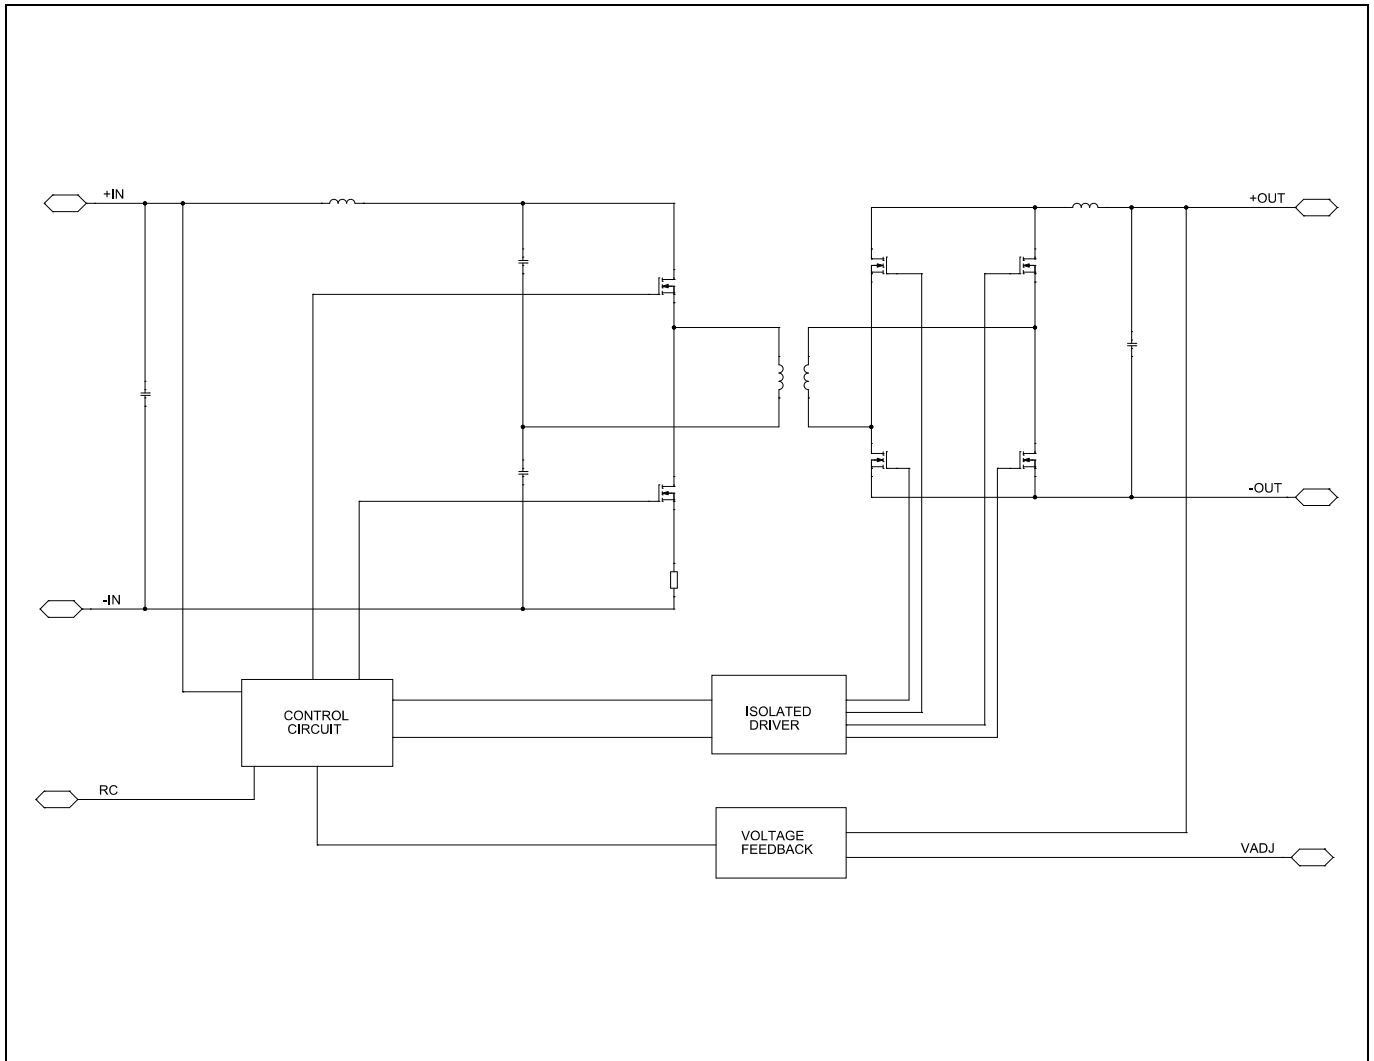 +IN
+OUT
-OUT
-IN
CONTROL
CIRCUIT
ISOLATED
DRIVER
RC
VOLTAGE
FEEDBACK
VADJ